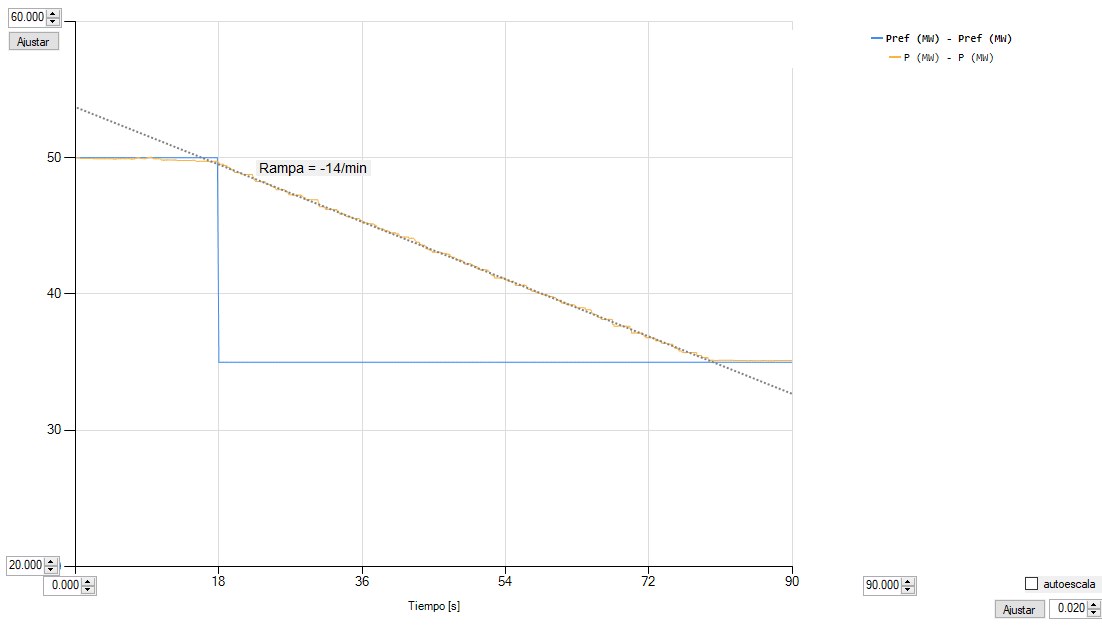 60.000
Ajustar
Pref (MW) - Pref (MW)
P (MW) - P (MW)
50
Rampa = -14/min
40
30
20.000
0.000
18
36
54
72
90
90.000
autoescala
Tiempo [s]
Ajustar
0.020